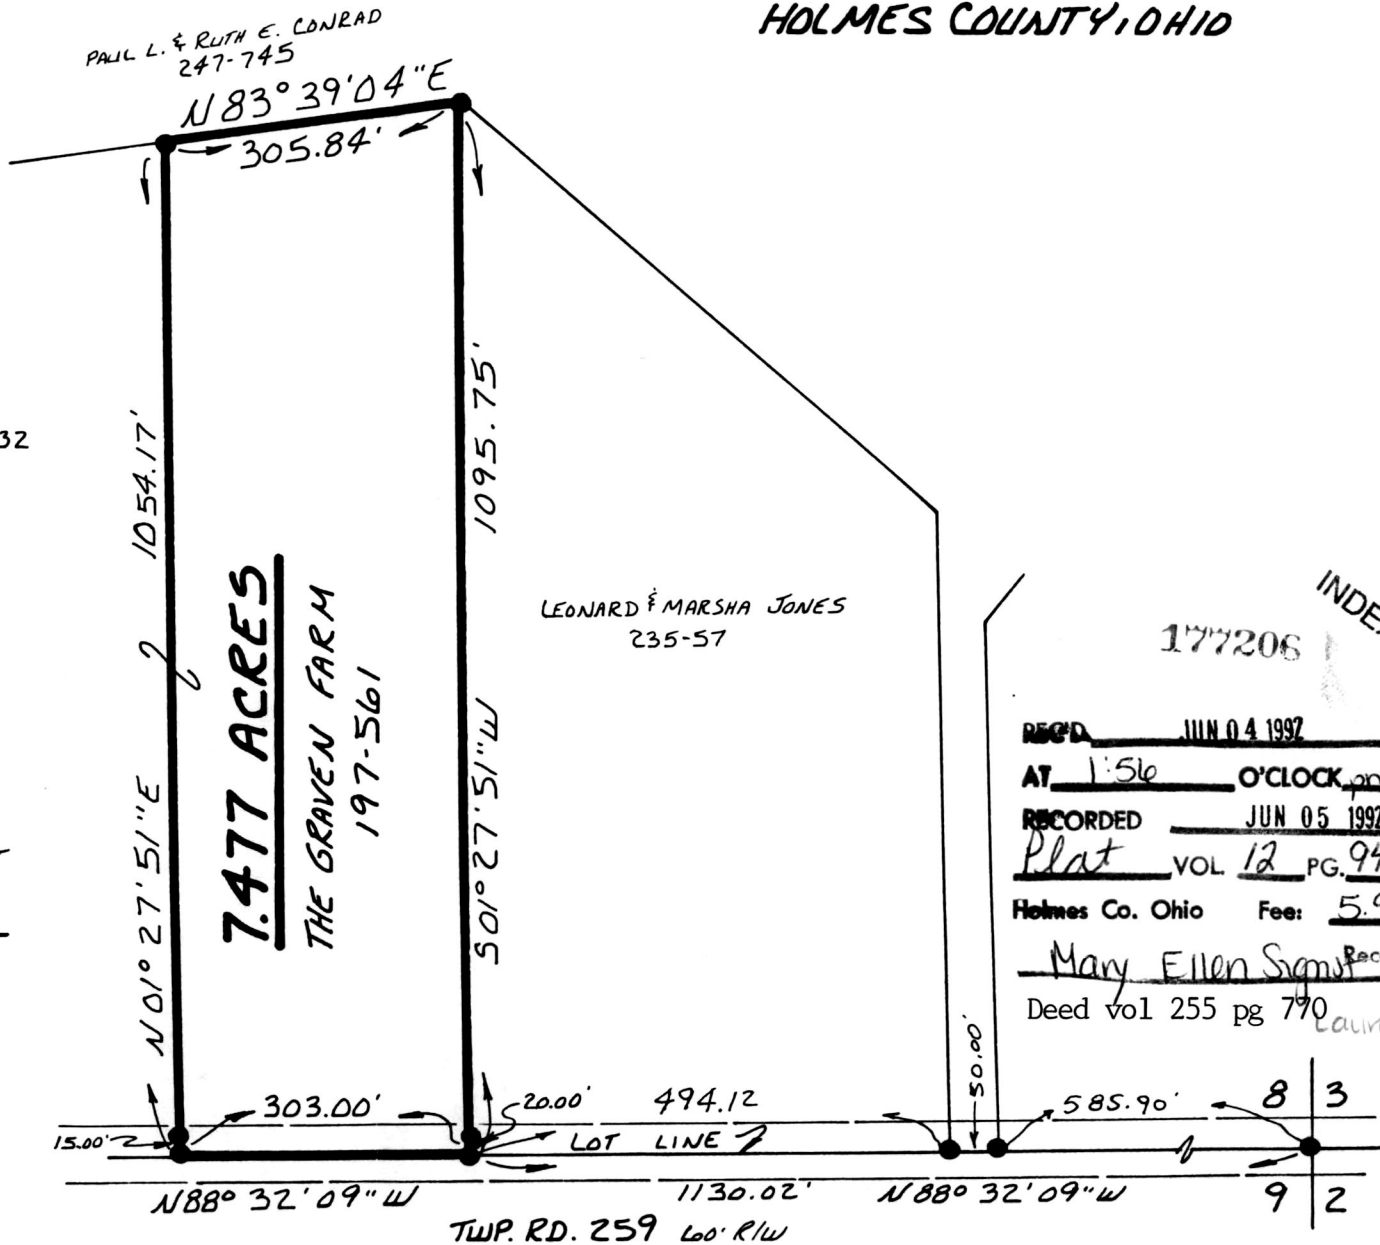 HOLMES COUNTY, OHIO
PAUL L. & RUTH E. CONRAD
247-745
N 83° 39' 04" E
305.84'
32
1054.17'
N 01° 27' 51" E
7.477 ACRES
THE GRAVEN FARM
197-561
1095.75'
S 01° 27' 51" W
LEONARD & MARSHA JONES
235-57
177206
REC'D JUN 04 1992
AT 1:56 O'CLOCK
RECORDED JUN 05 1992
Plat VOL. 12 PG.
Holmes Co. Ohio Fee:
Mary Ellen
Deed vol 255 pg 770
50.00'
303.00'
20.00'
494.12
585.90'
8 3
15.00'
LOT LINE
N 88° 32' 09" W
1130.02'
N 88° 32' 09" W
9 2
TWP. RD. 259 60' R/W